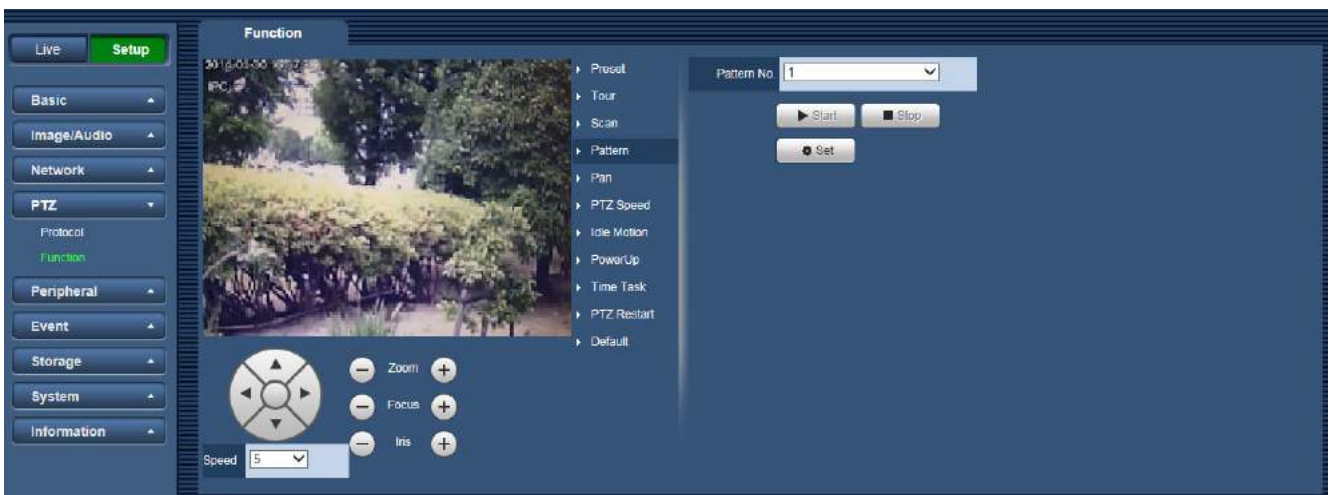 Live
Setup
Basic
Image/Audio
Network
PTZ
Protocol
Function
Peripheral
Event
Storage
System
Information
Function
IPC
Preset
Tour
Scan
Pattern
Pan
PTZ Speed
Idle Motion
PowerUp
Time Task
PTZ Restart
Default
Zoom
Focus
Iris
Speed 5
Pattern No. 1
Start
Stop
Set